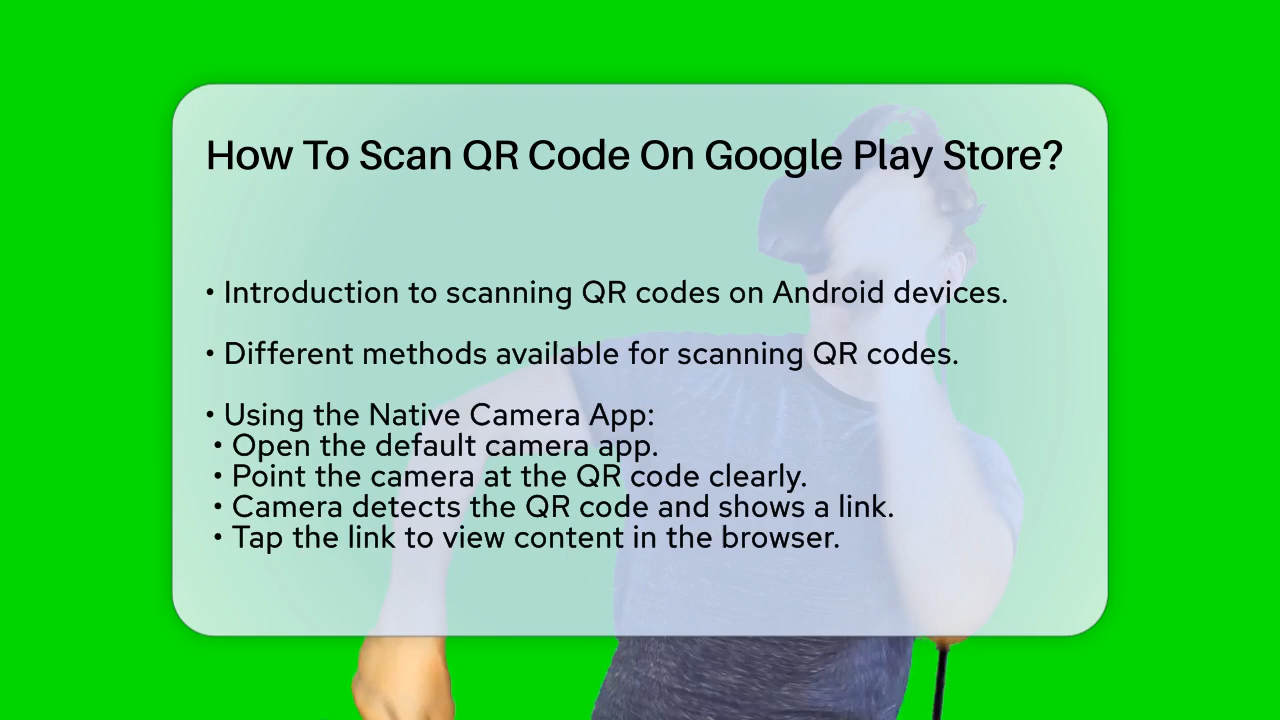 How To Scan QR Code On Google Play Store?
• Introduction to scanning QR codes on Android devices.
• Different methods available for scanning QR codes.
• Using the Native Camera App:
• Open the default camera app.
• Point the camera at the QR code clearly.
• Camera detects the QR code and shows a link.
• Tap the link to view content in the browser.